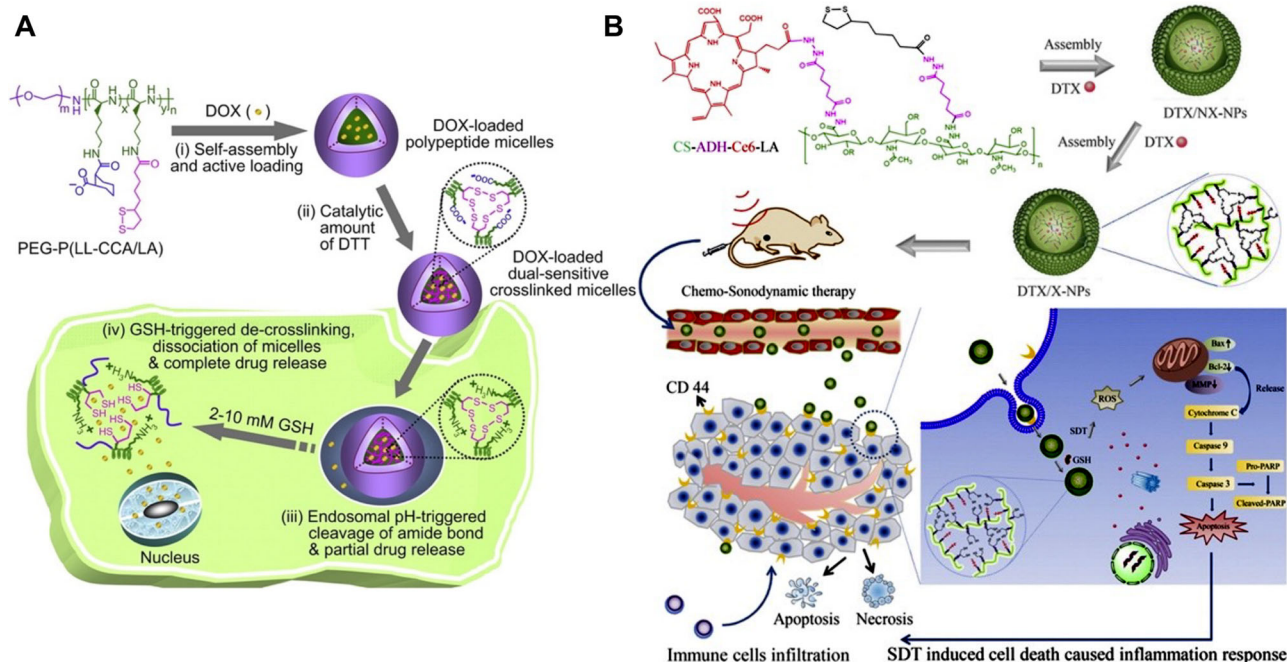 A
DOX ( )
(i) Self-assembly
and active loading
DOX-loaded
polypeptide micelles
PEG-P(LL-CCA/LA)
(ii) Catalytic
amount
of DTT
DOX-loaded
dual-sensitive
crosslinked micelles
(iv) GSH-triggered de-crosslinking,
dissociation of micelles
& complete drug release
2-10 mM GSH
(iii) Endosomal pH-triggered
cleavage of amide bond
& partial drug release
Nucleus
B
CS-ADH-Ce6-LA
Assembly
DTX
DTX/NX-NPs
Assembly
DTX
DTX/X-NPs
Chemo-Sonodynamic therapy
CD 44
Apoptosis
Necrosis
Immune cells infiltration
SDT
GSH
ROS
Bax↑
Bcl-2↓
MMP↓
Release
Cytochrome C
Caspase 9
Caspase 3
Pro-PARP
Cleaved-PARP
Apoptosis
SDT induced cell death caused inflammation response